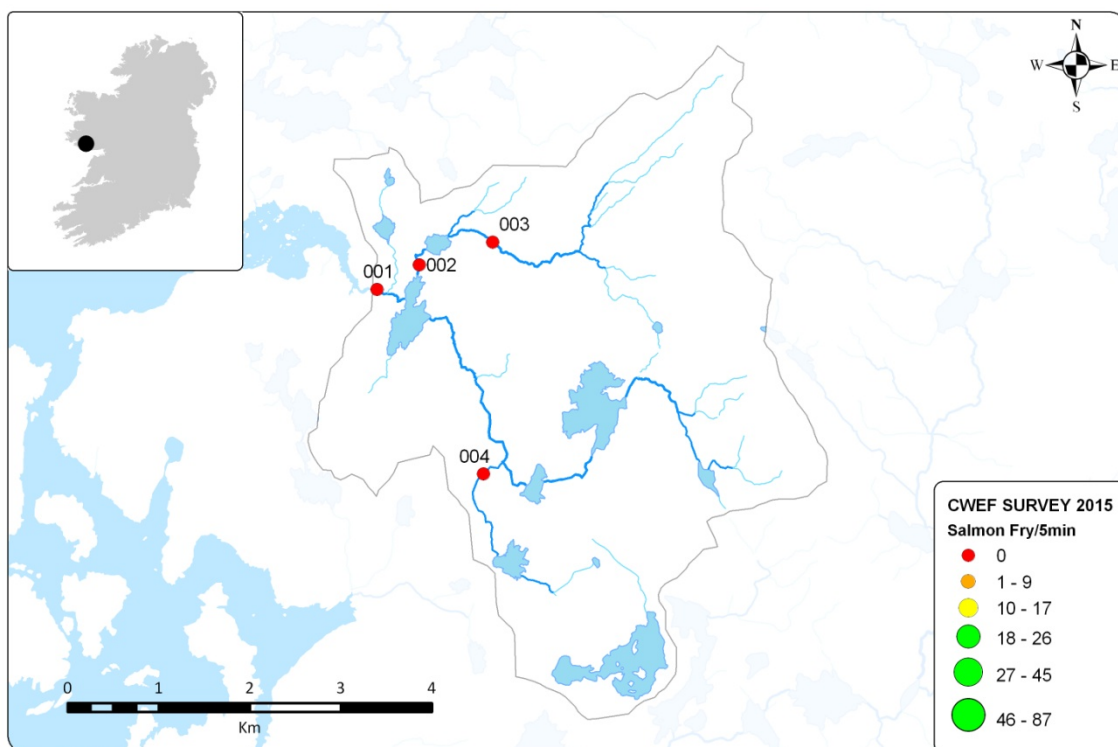 N
W E
S
003
002
001
004
CWEF SURVEY 2015
Salmon Fry/5min
0
1 - 9
10 - 17
18 - 26
27 - 45
46 - 87
0 1 2 3 4
Km